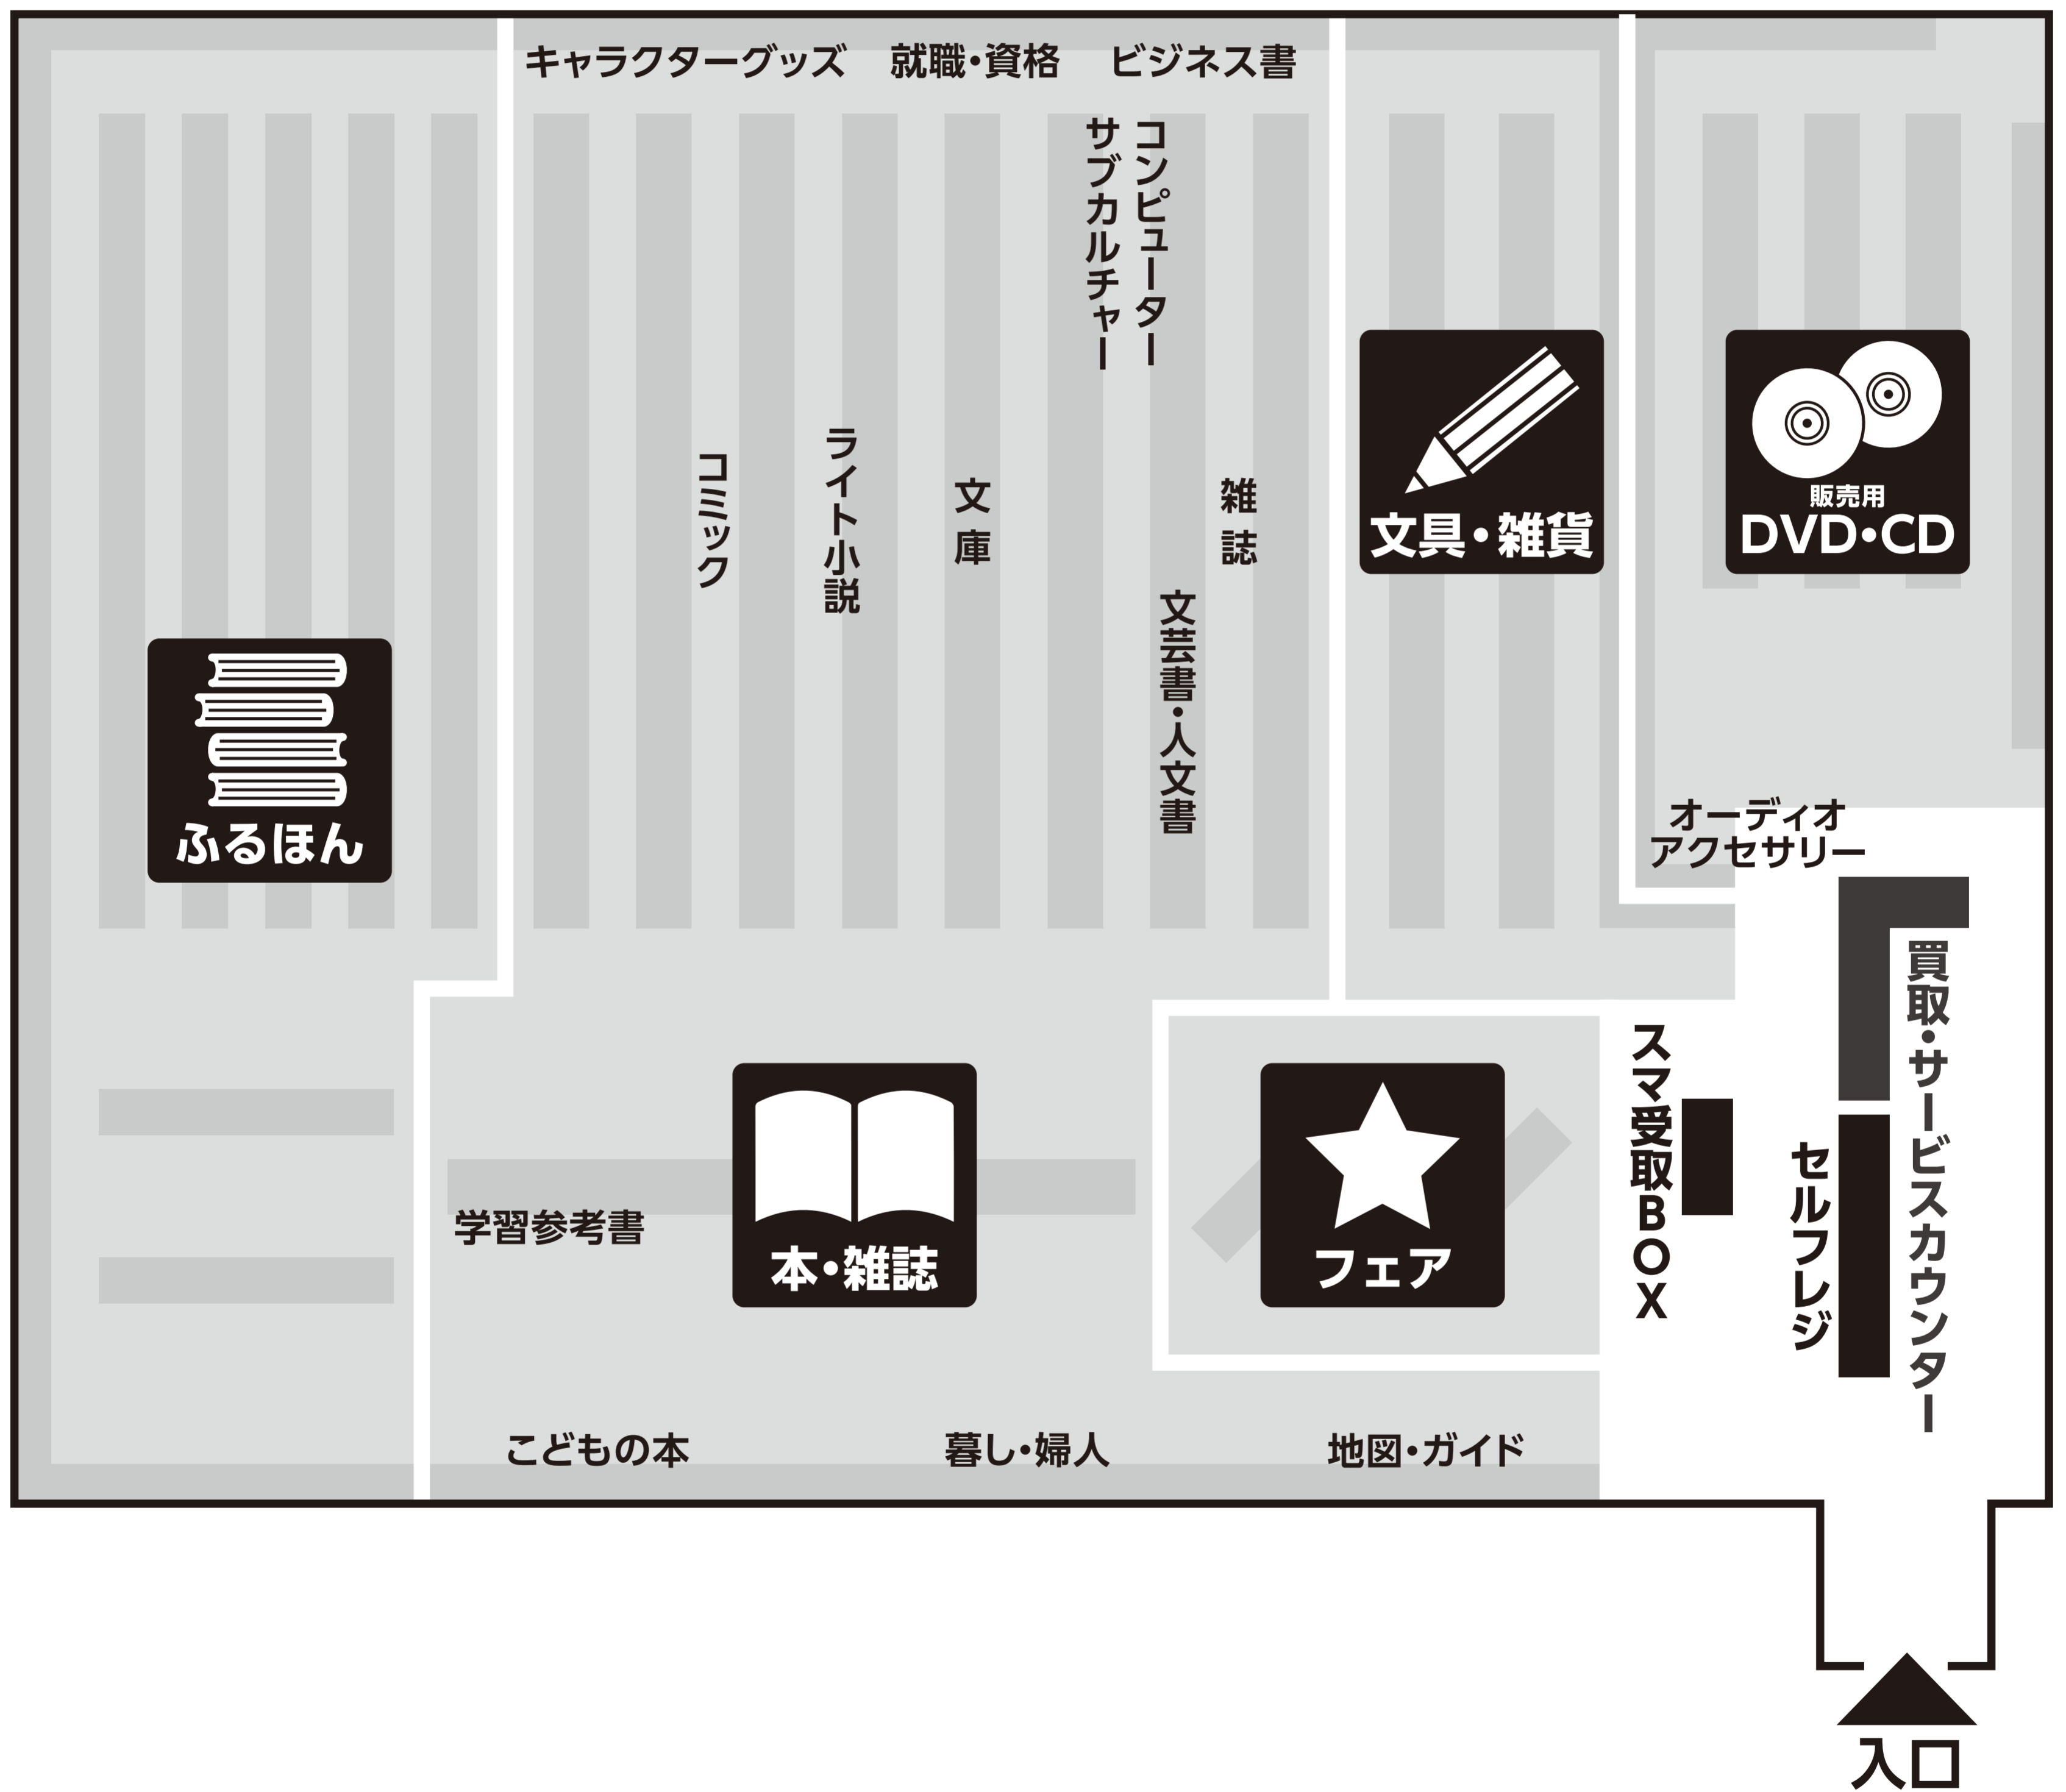 キャラクターグッズ
就職・資格
ビジネス書
コンピューター
サブカルチャー
コミック
ライト小説
文庫
雑誌
文芸書・人文書
文具・雑貨
販売用
DVD・CD
ふるほん
オーディオ
アクセサリー
買取・サービスカウンター
スマ受取BOX
セルフレジ
学習参考書
本・雑誌
フェア
こどもの本
暮し・婦人
地図・ガイド
入口